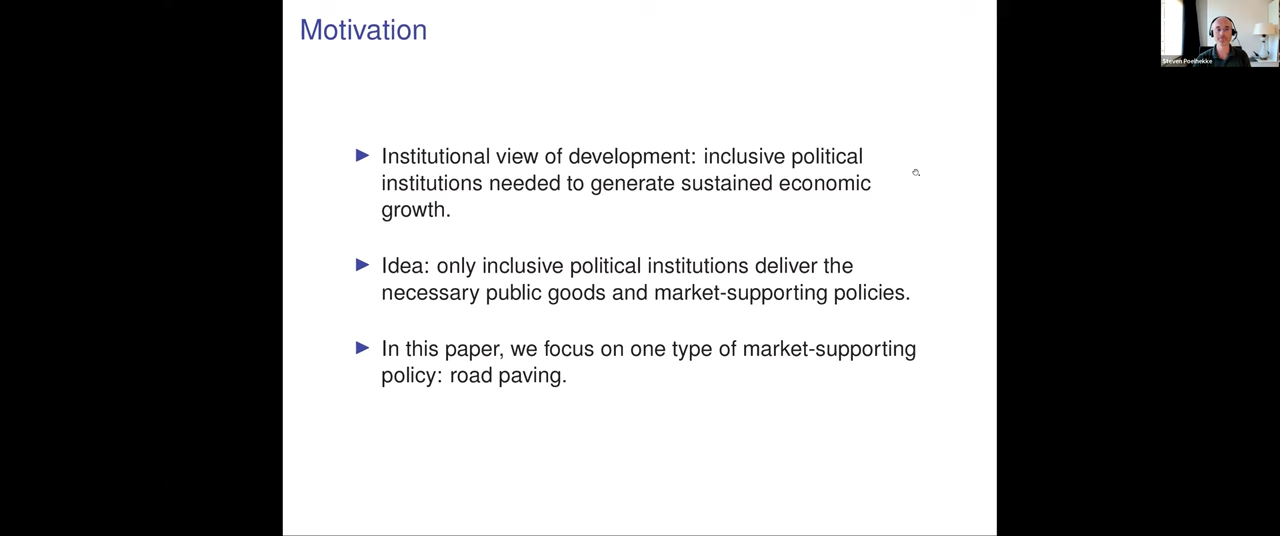 Motivation
Steven Poelhekke
▶ Institutional view of development: inclusive political
institutions needed to generate sustained economic
growth.
▶ Idea: only inclusive political institutions deliver the
necessary public goods and market-supporting policies.
▶ In this paper, we focus on one type of market-supporting
policy: road paving.